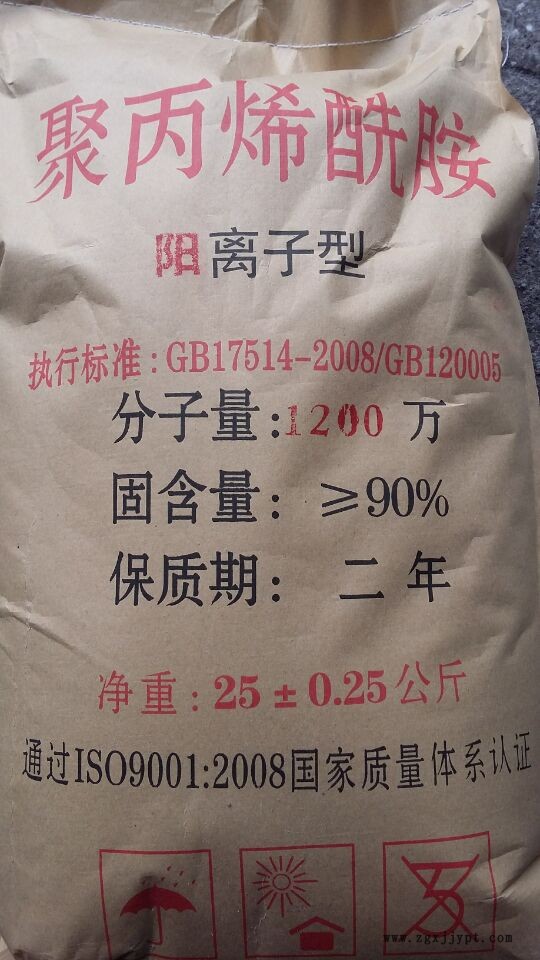 聚丙烯酰胺
阳离子型
执行标准:GB17514-2008/GB120005
分子量:1200 万
固含量: ≥90%
保质期: 二 年
净重:25±0.25公斤
通过ISO9001:2008国家质量体系认证
www.zgxjjypt.com